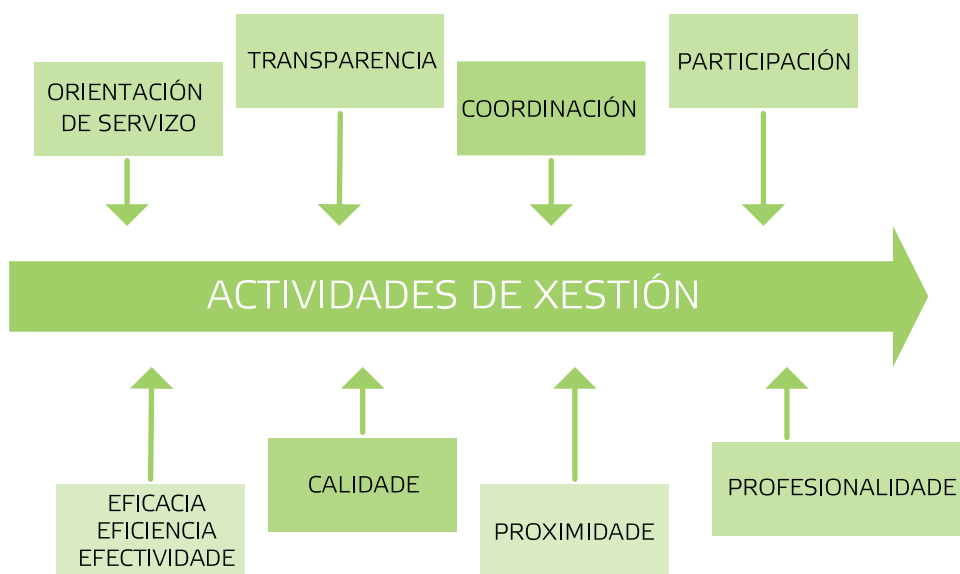 ORIENTACIÓN
DE SERVIZO
TRANSPARENCIA
COORDINACIÓN
PARTICIPACIÓN
ACTIVIDADES DE XESTIÓN
EFICACIA
EFICIENCIA
EFECTIVIDADE
CALIDADE
PROXIMIDADE
PROFESIONALIDADE